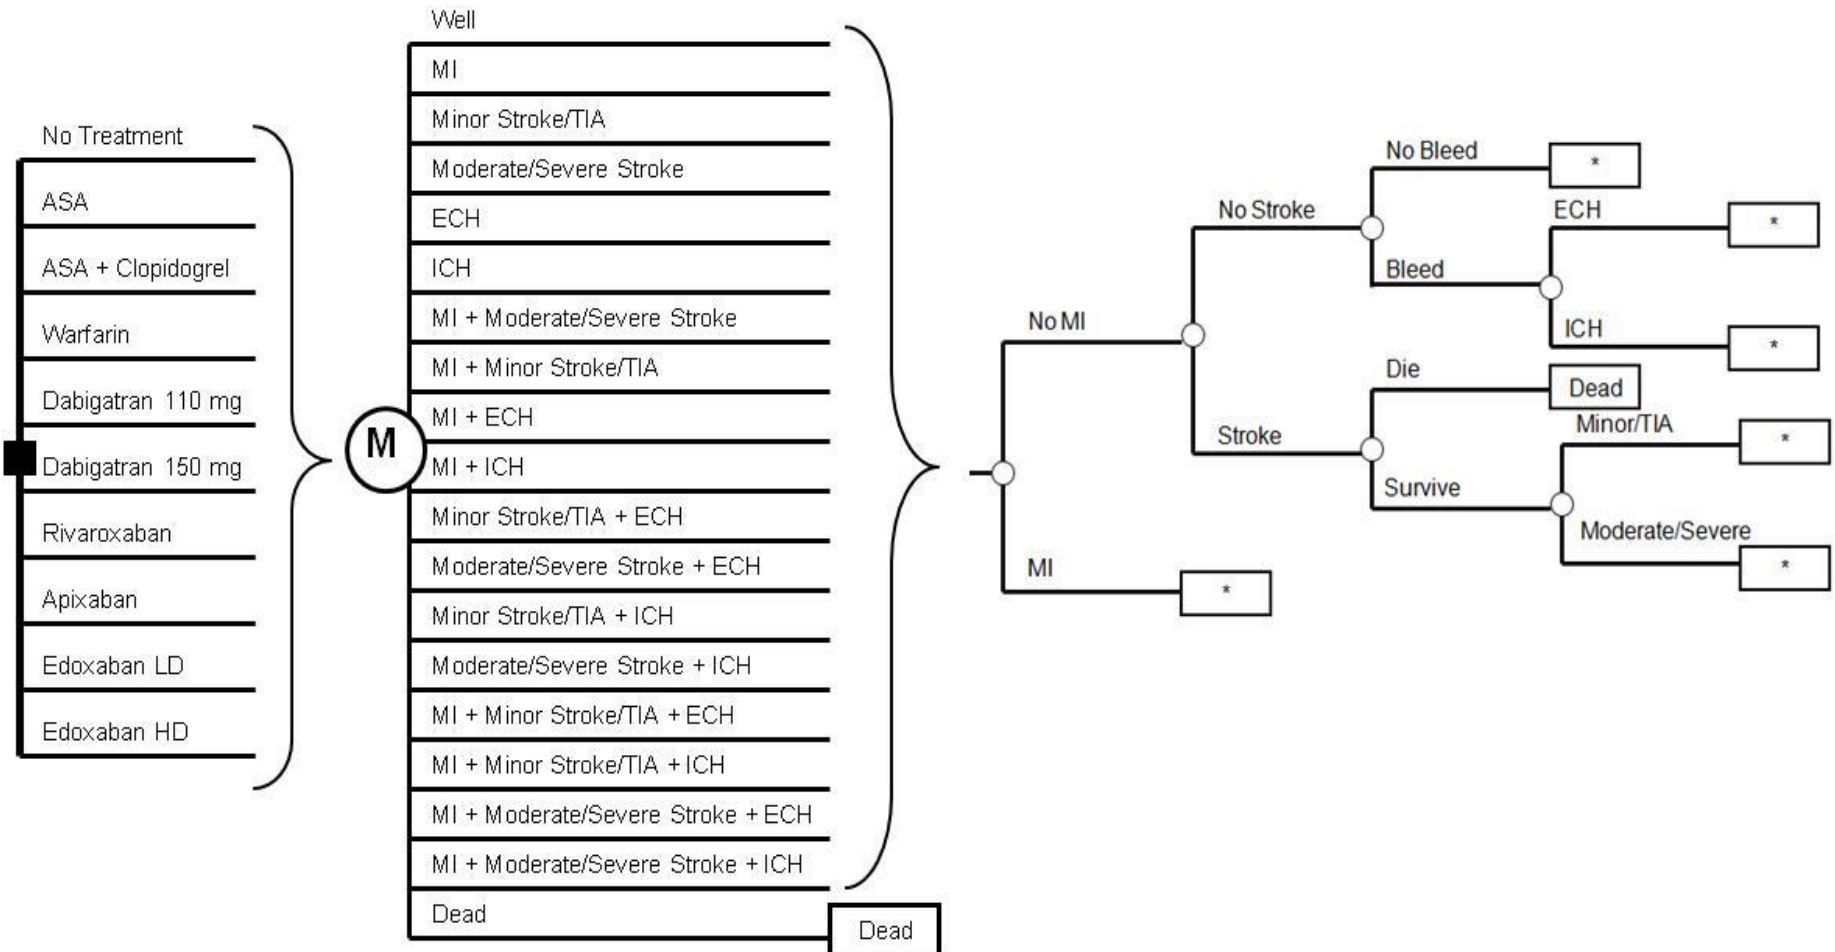 No Treatment
ASA
ASA + Clopidogrel
Warfarin
Dabigatran 110 mg
Dabigatran 150 mg
Rivaroxaban
Apixaban
Edoxaban LD
Edoxaban HD
M
Well
MI
Minor Stroke/TIA
Moderate/Severe Stroke
ECH
ICH
MI + Moderate/Severe Stroke
MI + Minor Stroke/TIA
MI + ECH
MI + ICH
Minor Stroke/TIA + ECH
Moderate/Severe Stroke + ECH
Minor Stroke/TIA + ICH
Moderate/Severe Stroke + ICH
MI + Minor Stroke/TIA + ECH
MI + Minor Stroke/TIA + ICH
MI + Moderate/Severe Stroke + ECH
MI + Moderate/Severe Stroke + ICH
Dead
Dead
No MI
MI
*
No Stroke
Stroke
No Bleed
*
Bleed
ECH
*
ICH
*
Die
Dead
Survive
Minor/TIA
*
Moderate/Severe
*